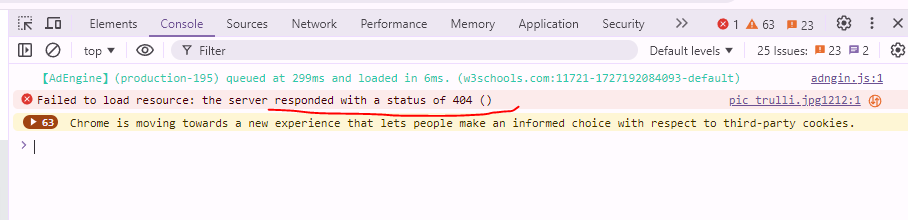 Elements Console Sources Network Performance Memory Application Security 1 63 23
top Filter Default levels 25 Issues: 23 2
【AdEngine】(production-195) queued at 299ms and loaded in 6ms. (w3schools.com:11721-1727192084093-default) adngin.js:1
Failed to load resource: the server responded with a status of 404 () pic_trulli.jpg1212:1
63 Chrome is moving towards a new experience that lets people make an informed choice with respect to third-party cookies.